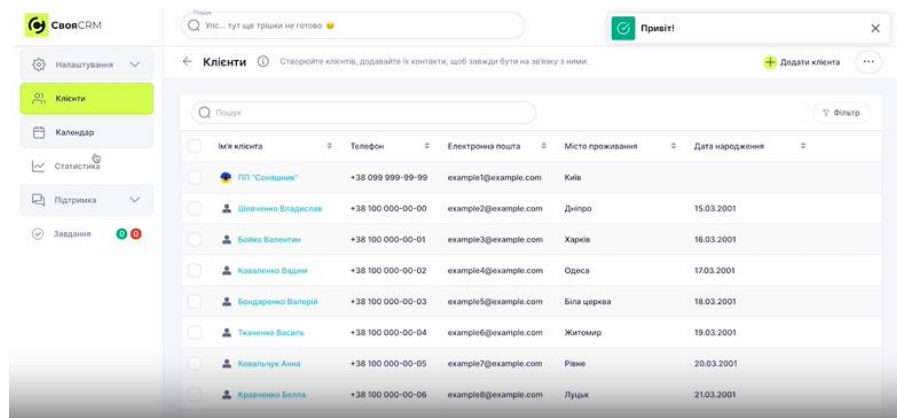 СвояCRM
Пошук
Упс... тут ще трішки не готово 😅
Привіт!
Налаштування
Клієнти
Календар
Статистика
Підтримка
Завдання 0 0
Клієнти Створюйте клієнтів, додавайте їх контакти, щоб завжди бути на зв'язку з ними.
Додати клієнта
Пошук
Фільтр
Ім'я клієнта Телефон Електронна пошта Місто проживання Дата народження
ПП "Соняшник" +38 099 999-99-99 example1@example.com Київ
Шевченко Владислав +38 100 000-00-00 example2@example.com Дніпро 15.03.2001
Бойко Валентин +38 100 000-00-01 example3@example.com Харків 16.03.2001
Коваленко Вадим +38 100 000-00-02 example4@example.com Одеса 17.03.2001
Бондаренко Валерій +38 100 000-00-03 example5@example.com Біла церква 18.03.2001
Ткаченко Василь +38 100 000-00-04 example6@example.com Житомир 19.03.2001
Ковальчук Анна +38 100 000-00-05 example7@example.com Рівне 20.03.2001
Кравченко Белла +38 100 000-00-06 example8@example.com Луцьк 21.03.2001